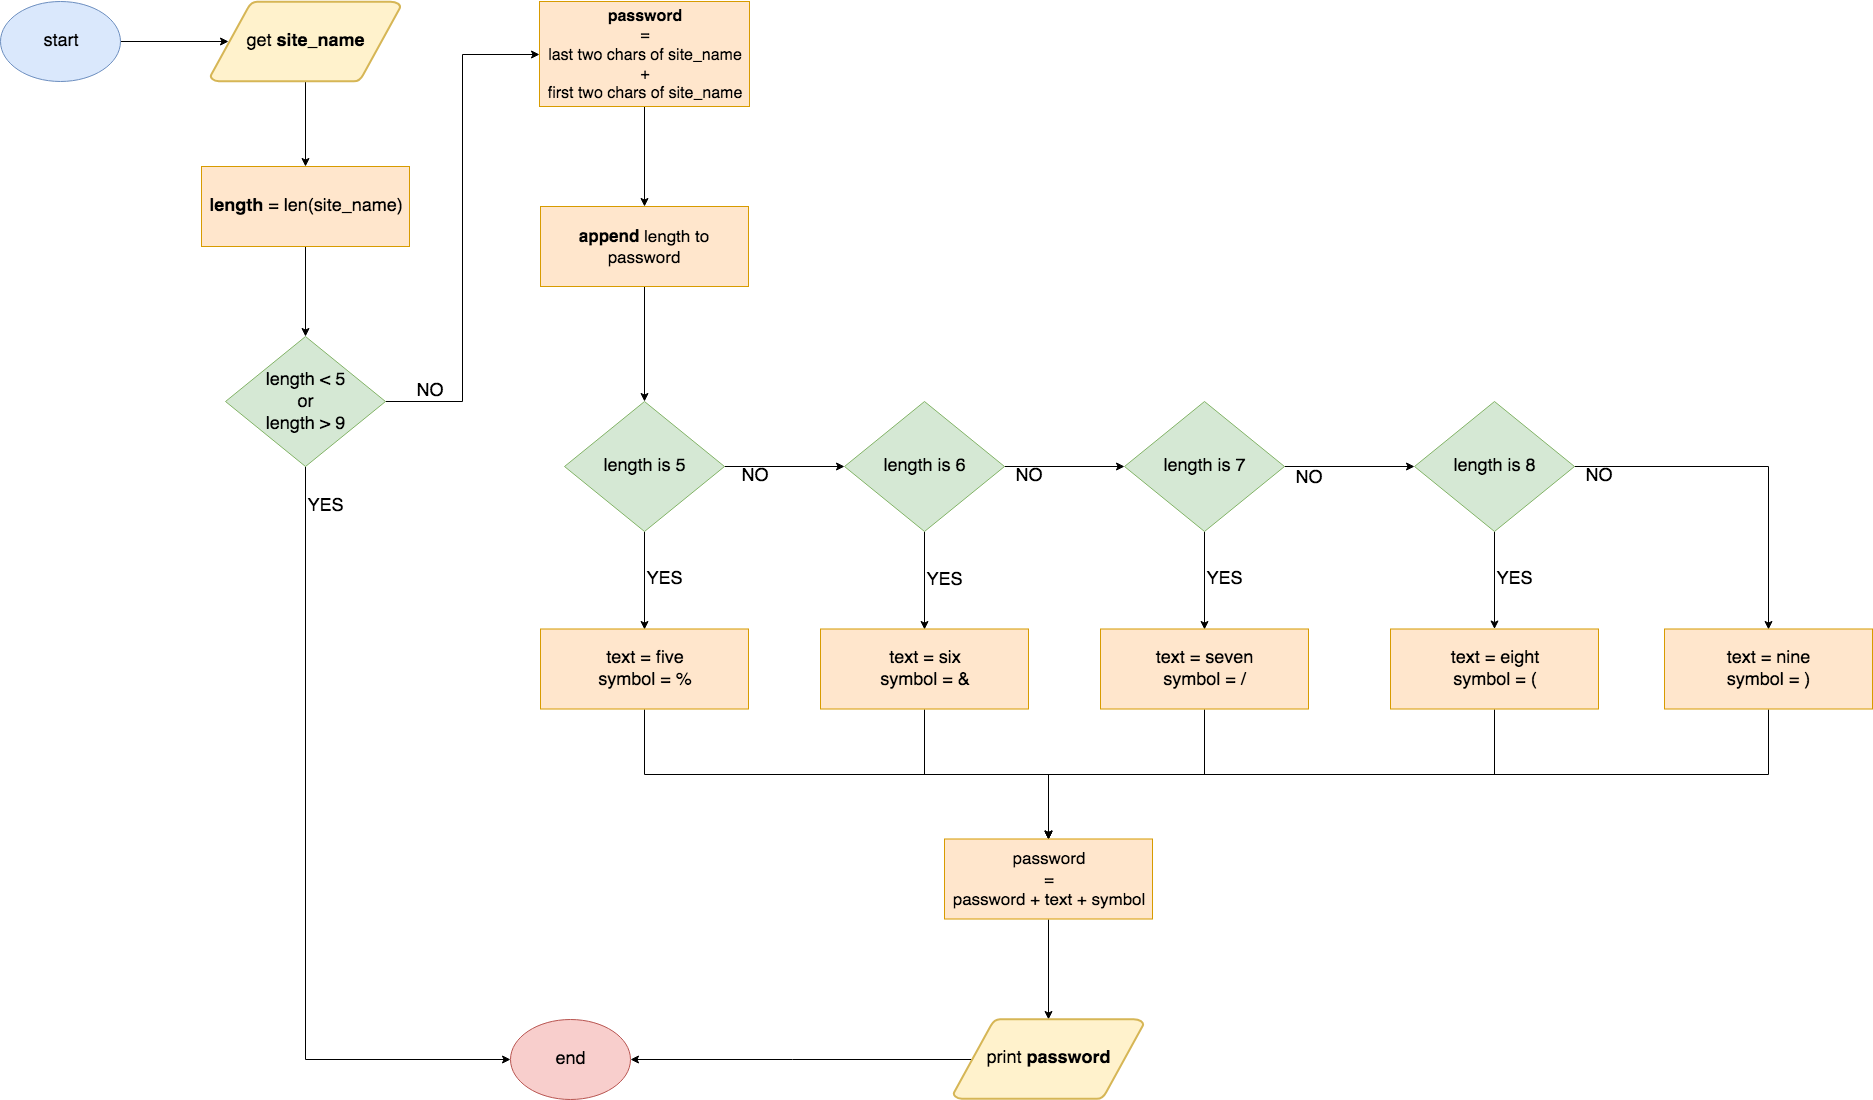 start
get site_name
length = len(site_name)
length < 5
or
length > 9
NO
YES
password
=
last two chars of site_name
+
first two chars of site_name
append length to
password
length is 5
NO
length is 6
NO
length is 7
NO
length is 8
NO
YES
YES
YES
YES
text = five
symbol = %
text = six
symbol = &
text = seven
symbol = /
text = eight
symbol = (
text = nine
symbol = )
password
=
password + text + symbol
print password
end